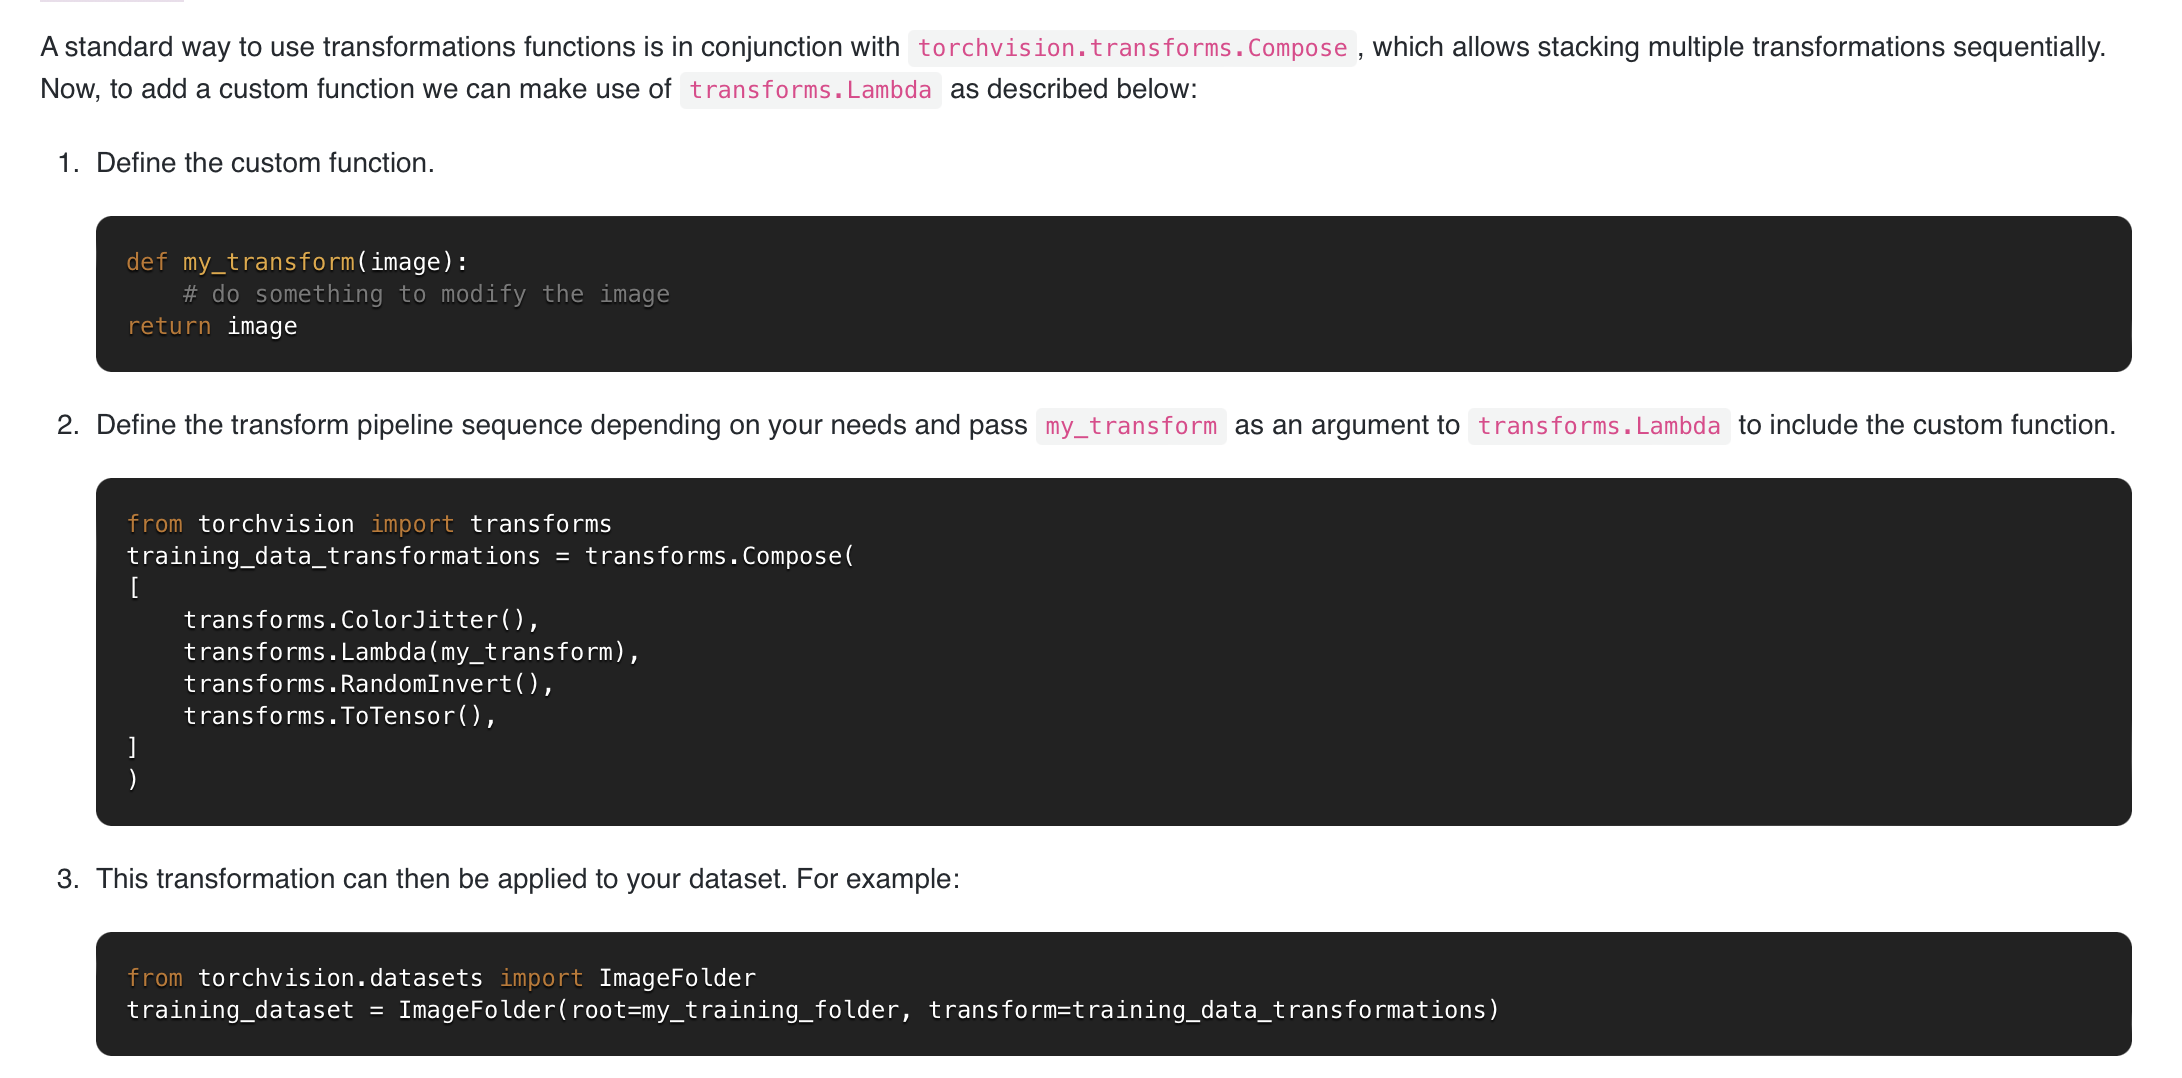 A standard way to use transformations functions is in conjunction with torchvision.transforms.Compose, which allows stacking multiple transformations sequentially.
Now, to add a custom function we can make use of transforms.Lambda as described below:
1. Define the custom function.
def my_transform(image):
    # do something to modify the image
return image
2. Define the transform pipeline sequence depending on your needs and pass my_transform as an argument to transforms.Lambda to include the custom function.
from torchvision import transforms
training_data_transformations = transforms.Compose(
[
    transforms.ColorJitter(),
    transforms.Lambda(my_transform),
    transforms.RandomInvert(),
    transforms.ToTensor(),
]
)
3. This transformation can then be applied to your dataset. For example:
from torchvision.datasets import ImageFolder
training_dataset = ImageFolder(root=my_training_folder, transform=training_data_transformations)